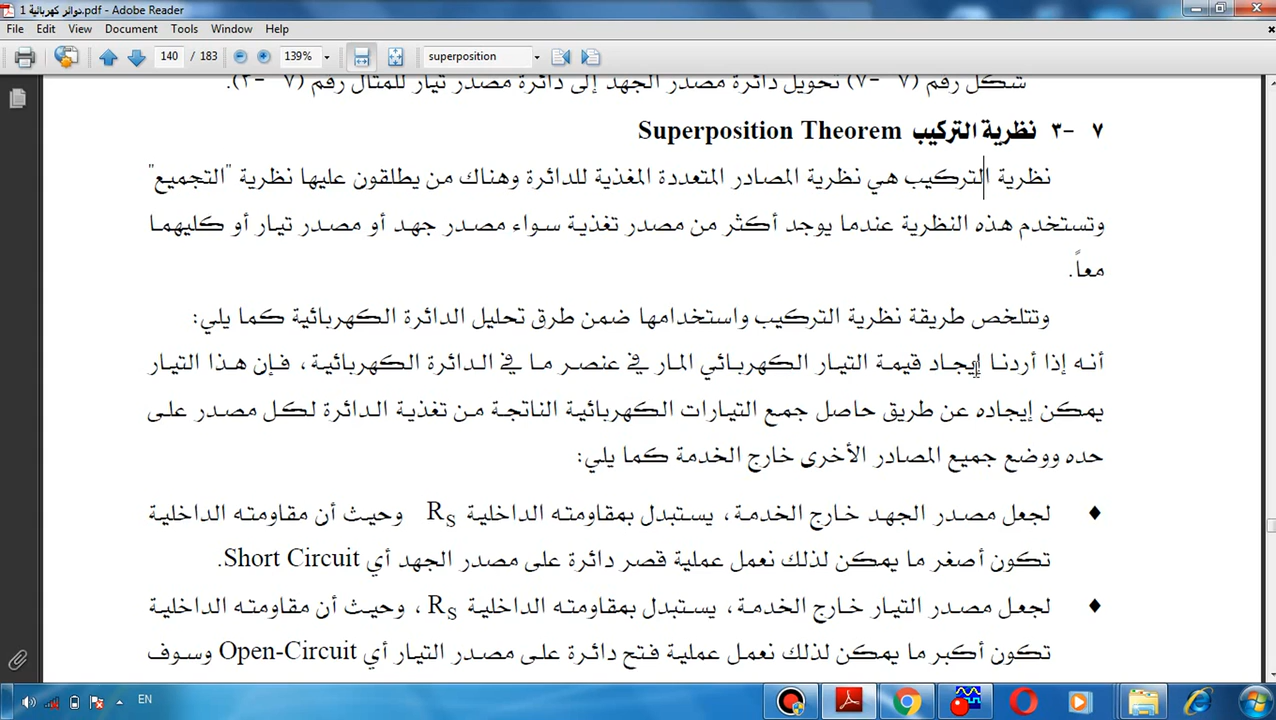 دوائر كهربائية 1.pdf - Adobe Reader
File Edit View Document Tools Window Help
140 / 183 139% superposition
شكل رقم (٧ -٧) تحويل دائرة مصدر الجهد إلى دائرة مصدر تيار للمثال رقم (٧ -٢).
٧ -٣ نظرية التركيب Superposition Theorem
نظرية التركيب هي نظرية المصادر المتعددة المغذية للدائرة وهناك من يطلقون عليها نظرية "التجميع"
وتستخدم هذه النظرية عندما يوجد أكثر من مصدر تغذية سواء مصدر جهد أو مصدر تيار أو كليهما
معاً.
وتتلخص طريقة نظرية التركيب واستخدامها ضمن طرق تحليل الدائرة الكهربائية كما يلي:
أنه إذا أردنا إيجاد قيمة التيار الكهربائي المار في عنصر ما في الدائرة الكهربائية، فإن هذا التيار
يمكن إيجاده عن طريق حاصل جمع التيارات الكهربائية الناتجة من تغذية الدائرة لكل مصدر على
حده ووضع جميع المصادر الأخرى خارج الخدمة كما يلي:
♦ لجعل مصدر الجهد خارج الخدمة، يستبدل بمقاومته الداخلية RS وحيث أن مقاومته الداخلية
تكون أصغر ما يمكن لذلك نعمل عملية قصر دائرة على مصدر الجهد أي Short Circuit.
♦ لجعل مصدر التيار خارج الخدمة، يستبدل بمقاومته الداخلية RS ، وحيث أن مقاومته الداخلية
تكون أكبر ما يمكن لذلك نعمل عملية فتح دائرة على مصدر التيار أي Open-Circuit وسوف
EN